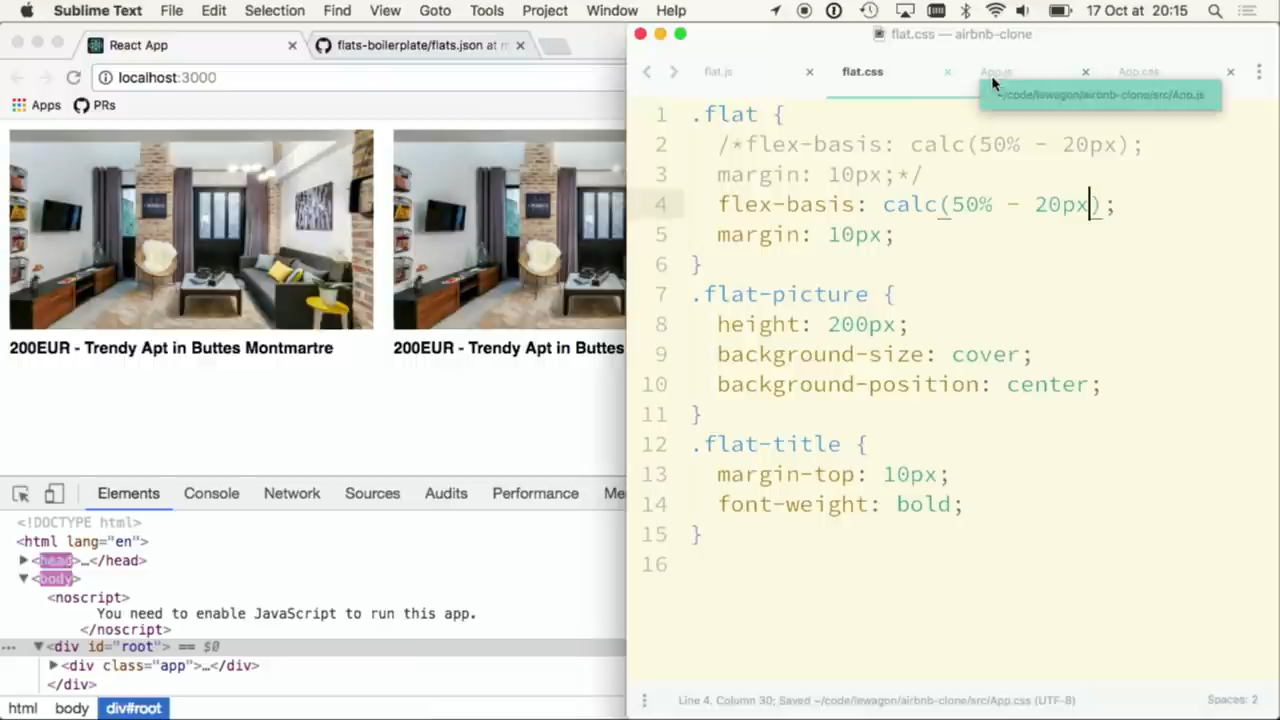 Sublime Text File Edit Selection Find View Goto Tools Project Window Help 17 Oct at 20:15
React App
flats-boilerplate/flats.json at m
flat.css — airbnb-clone
localhost:3000
flat.js flat.css App.js App.css
~/code/lewagon/airbnb-clone/src/App.js
Apps PRs
200EUR - Trendy Apt in Buttes Montmartre
200EUR - Trendy Apt in Buttes
1 .flat {
2 /*flex-basis: calc(50% - 20px);
3 margin: 10px;*/
4 flex-basis: calc(50% - 20px);
5 margin: 10px;
6 }
7 .flat-picture {
8 height: 200px;
9 background-size: cover;
10 background-position: center;
11 }
12 .flat-title {
13 margin-top: 10px;
14 font-weight: bold;
15 }
16
Elements Console Network Sources Audits Performance Me
<!DOCTYPE html>
<html lang="en">
<head>…</head>
<body>
<noscript>
You need to enable JavaScript to run this app.
</noscript>
<div id="root"> == $0
<div class="app">…</div>
</div>
html body div#root
Line 4, Column 30; Saved ~/code/lewagon/airbnb-clone/src/App.css (UTF-8) Spaces: 2